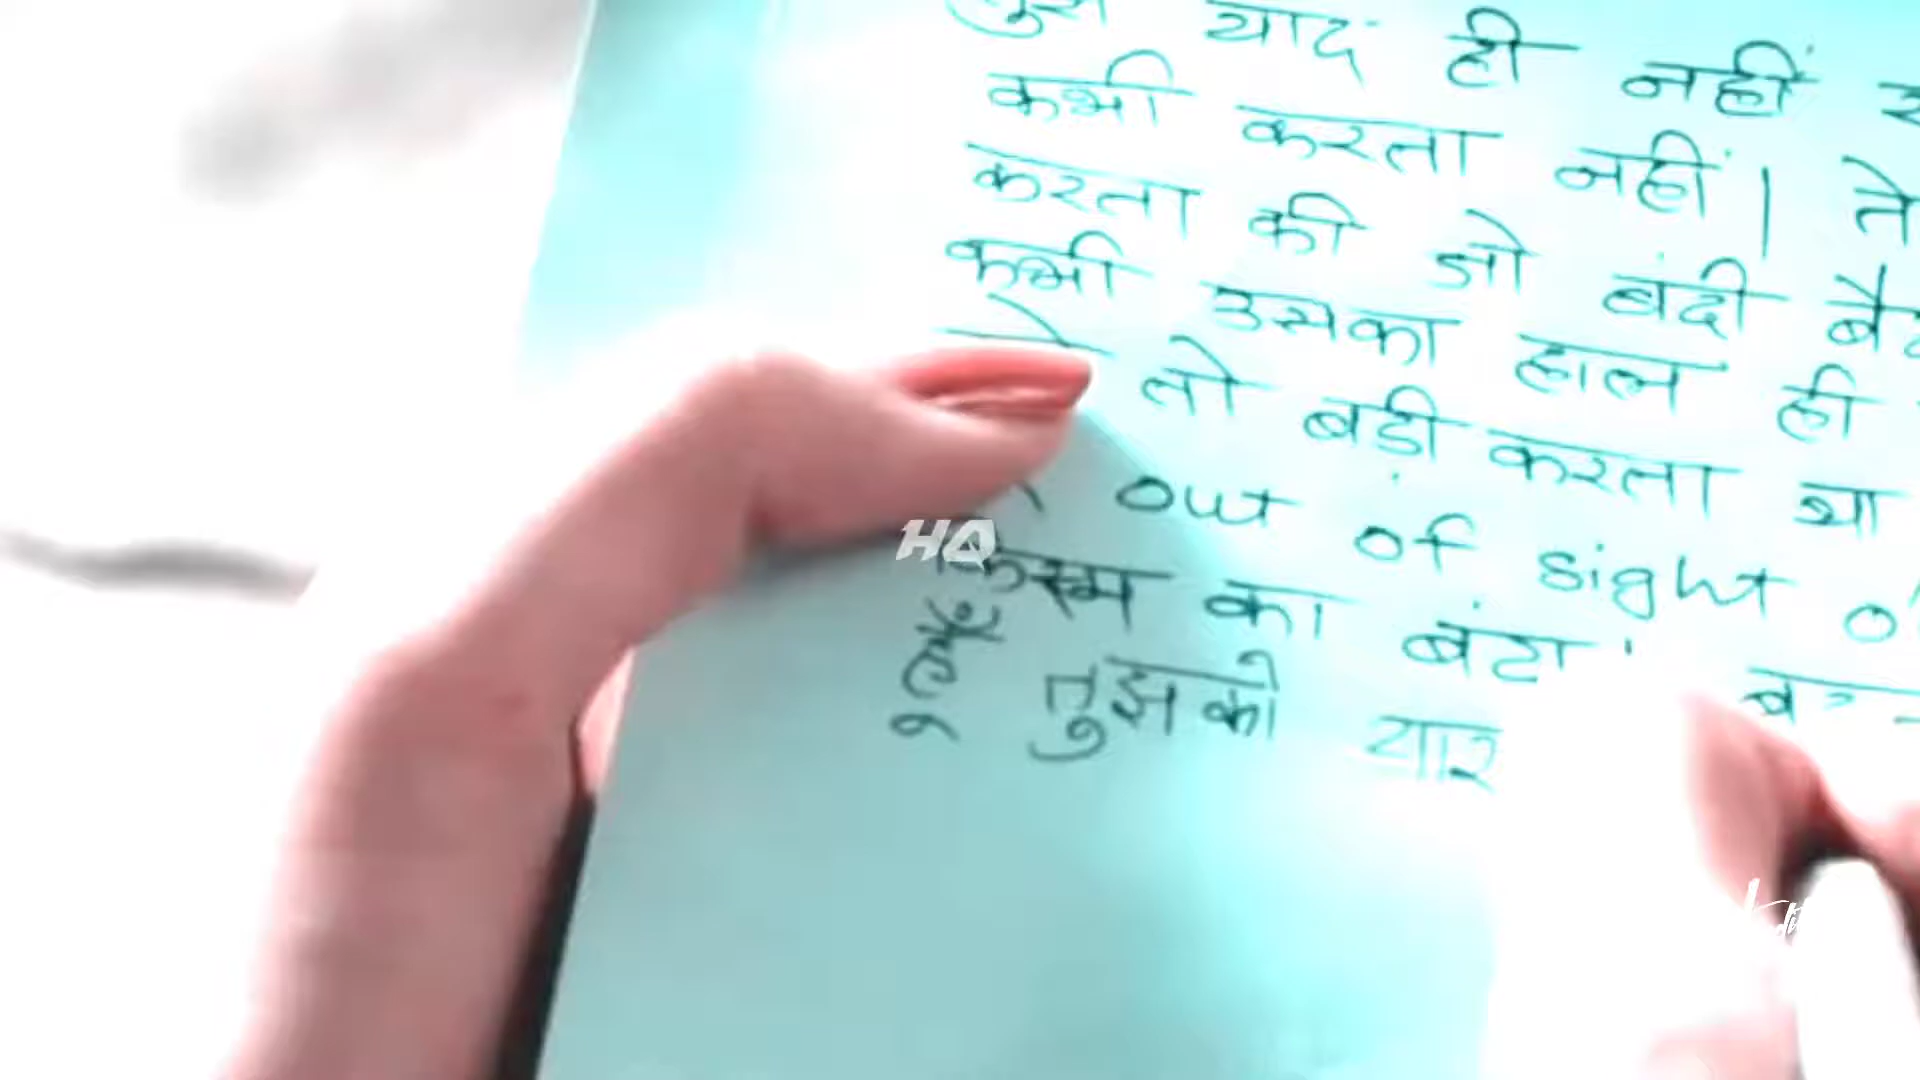 याद ही नहीं
कभी करता नहीं। ते
करता की जो बंदी
कभी उसका हाल ही
तो बड़ी करता था
out of sight
किस्म का बंटा
तुझको यार
HQ